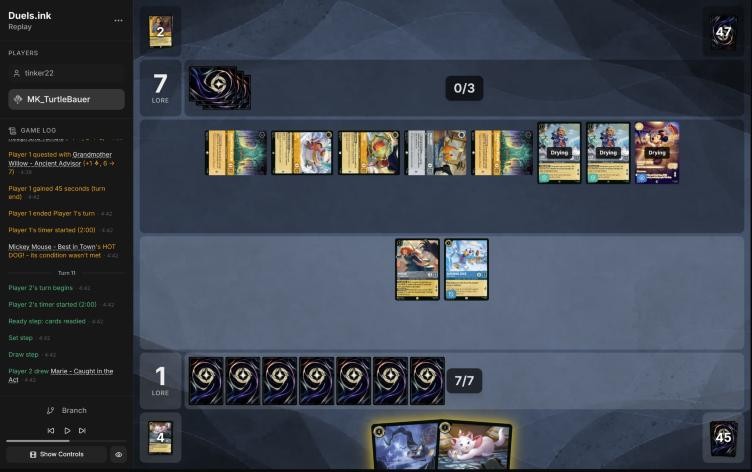 Duels.ink
Replay
PLAYERS
tinker22
MK_TurtleBauer
GAME LOG
Player 1 quested with Grandmother
Willow - Ancient Advisor (+1, 6 →
7) · 4:39
Player 1 gained 45 seconds (turn
end) · 4:42
Player 1 ended Player 1's turn · 4:42
Player 1's timer started (2:00) · 4:42
Mickey Mouse - Best in Town's HOT
DOG! - its condition wasn't met · 4:42
Turn 11
Player 2's turn begins · 4:42
Player 2's timer started (2:00) · 4:42
Ready step: cards readied · 4:42
Set step · 4:42
Draw step · 4:42
Player 2 drew Marie - Caught in the
Act · 4:42
Branch
Show Controls
2
47
7
LORE
0/3
Drying
Drying
Drying
1
LORE
7/7
4
45